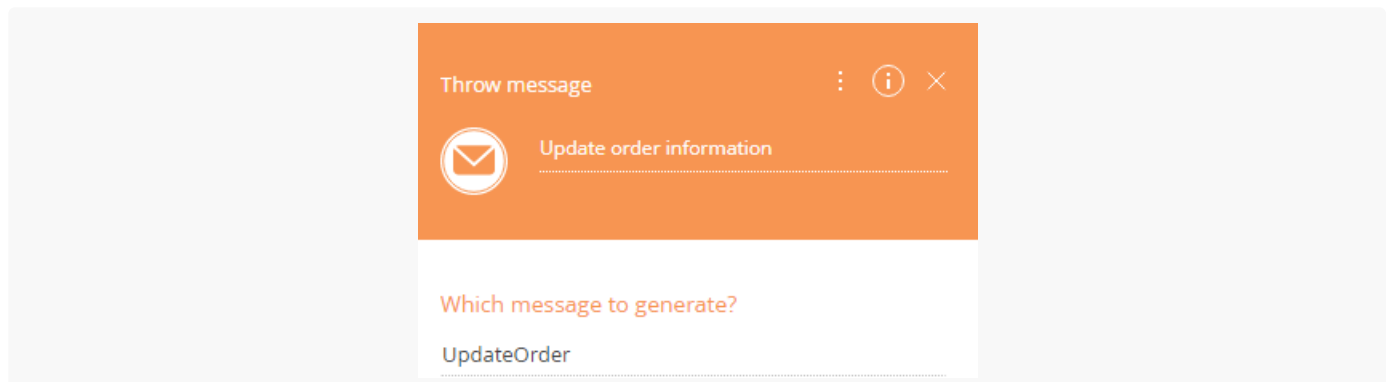 Throw message
Update order information
Which message to generate?
UpdateOrder